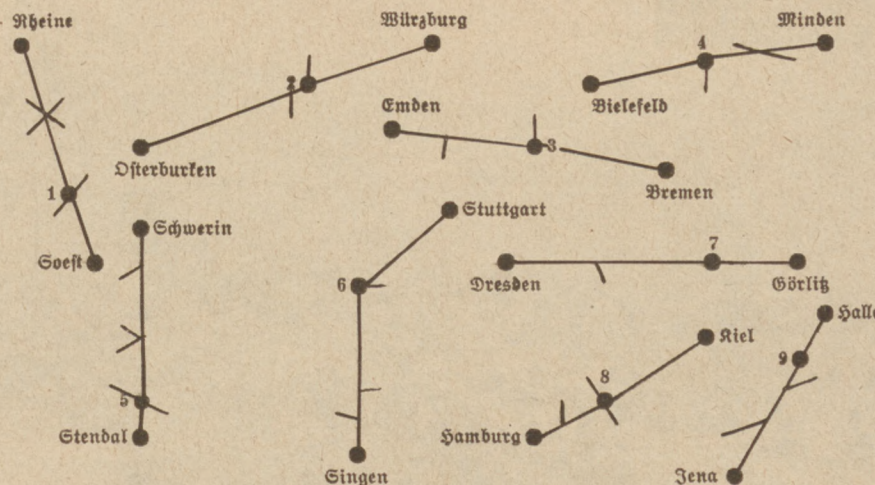 Rheine
Würzburg
Minden
2
4
Emden
Bielefeld
Osterburken
3
1
Bremen
Schwerin
Stuttgart
Soest
7
6
Dresden
Görlitz
Halle
Kiel
8
9
5
Stendal
Hamburg
Singen
Jena